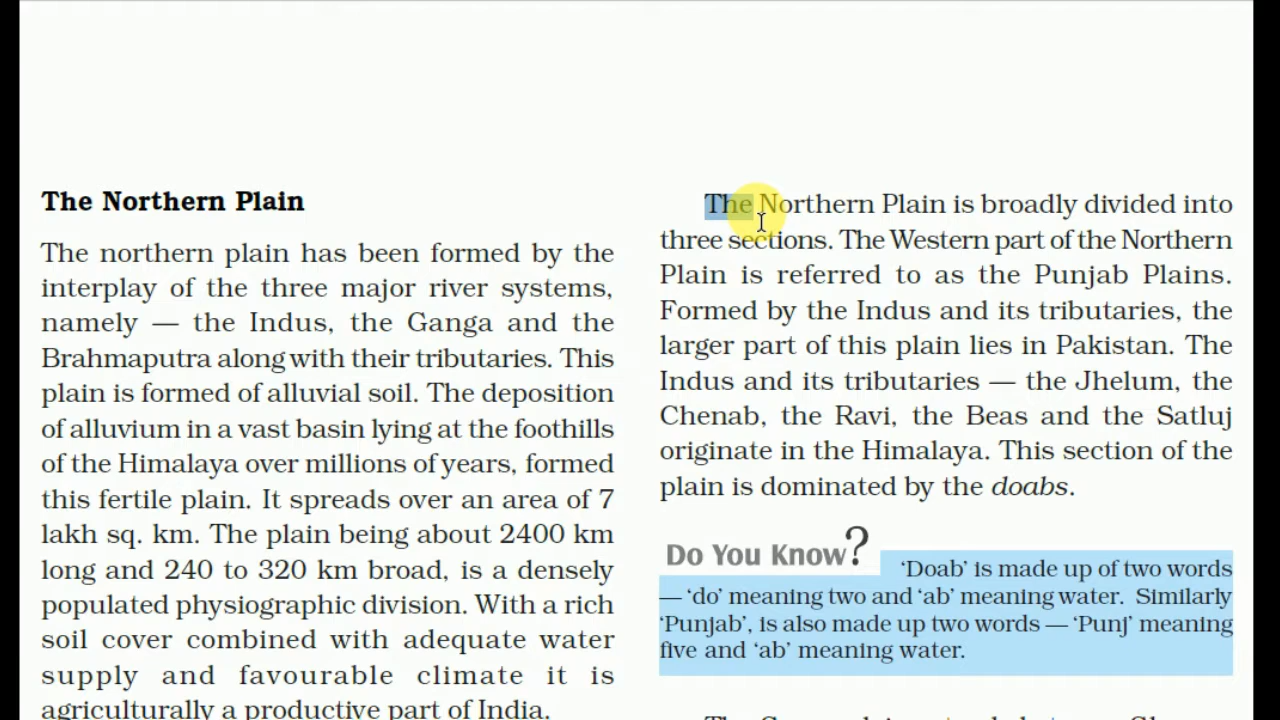 The Northern Plain
The northern plain has been formed by the
interplay of the three major river systems,
namely — the Indus, the Ganga and the
Brahmaputra along with their tributaries. This
plain is formed of alluvial soil. The deposition
of alluvium in a vast basin lying at the foothills
of the Himalaya over millions of years, formed
this fertile plain. It spreads over an area of 7
lakh sq. km. The plain being about 2400 km
long and 240 to 320 km broad, is a densely
populated physiographic division. With a rich
soil cover combined with adequate water
supply and favourable climate it is
agriculturally a productive part of India.
The Northern Plain is broadly divided into
three sections. The Western part of the Northern
Plain is referred to as the Punjab Plains.
Formed by the Indus and its tributaries, the
larger part of this plain lies in Pakistan. The
Indus and its tributaries — the Jhelum, the
Chenab, the Ravi, the Beas and the Satluj
originate in the Himalaya. This section of the
plain is dominated by the doabs.
Do You Know?
‘Doab’ is made up of two words
— ‘do’ meaning two and ‘ab’ meaning water. Similarly
‘Punjab’, is also made up two words — ‘Punj’ meaning
five and ‘ab’ meaning water.